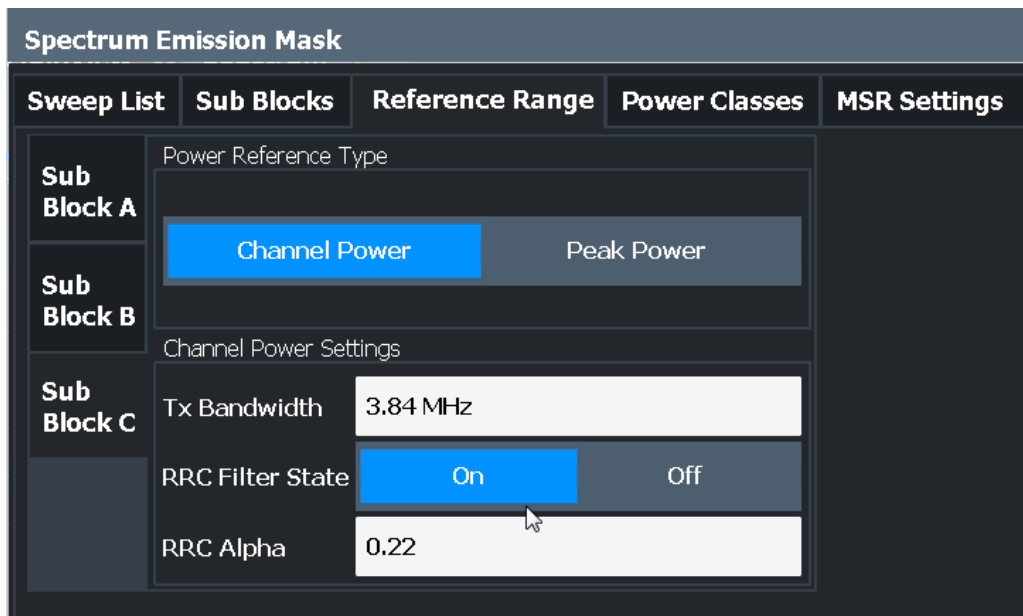 Spectrum Emission Mask
Sweep List Sub Blocks Reference Range Power Classes MSR Settings
Sub
Block A
Sub
Block B
Sub
Block C
Power Reference Type
Channel Power Peak Power
Channel Power Settings
Tx Bandwidth 3.84 MHz
RRC Filter State On Off
RRC Alpha 0.22